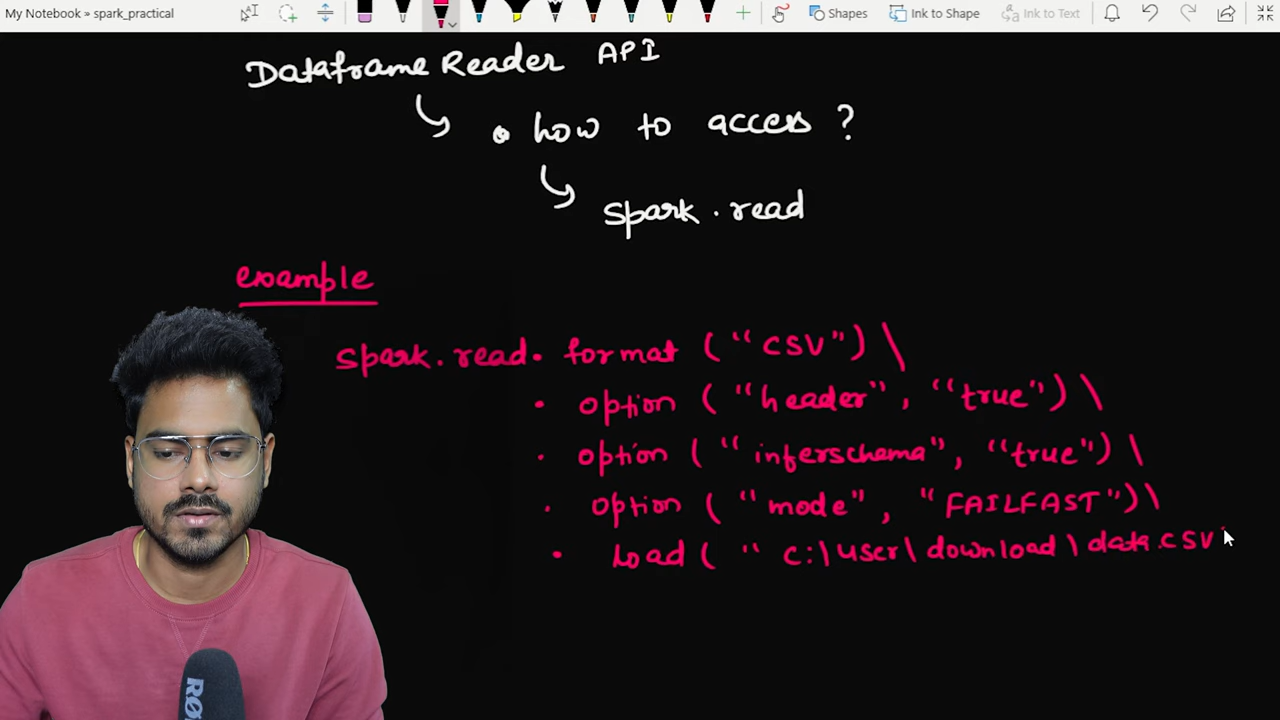 My Notebook » spark_practical
Shapes
Ink to Shape
Ink to Text
Dataframe Reader API
how to access ?
spark.read
example
spark.read. format ("CSV") \
. option ("header", "true") \
. option ("inferschema", "true") \
. option ("mode", "FAILFAST") \
. Load (" C:\user\download\data.csv
RØ